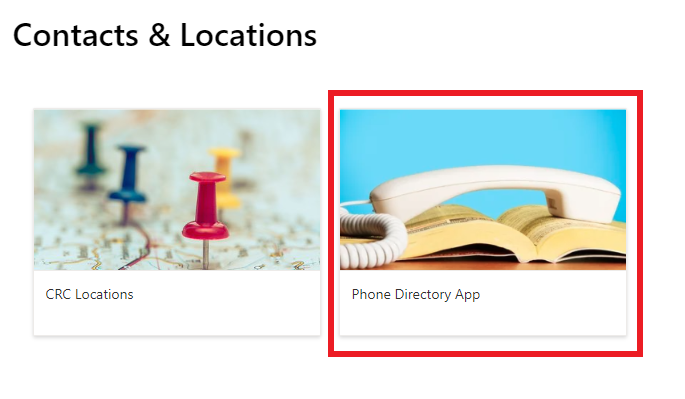 Contacts & Locations
CRC Locations
Phone Directory App